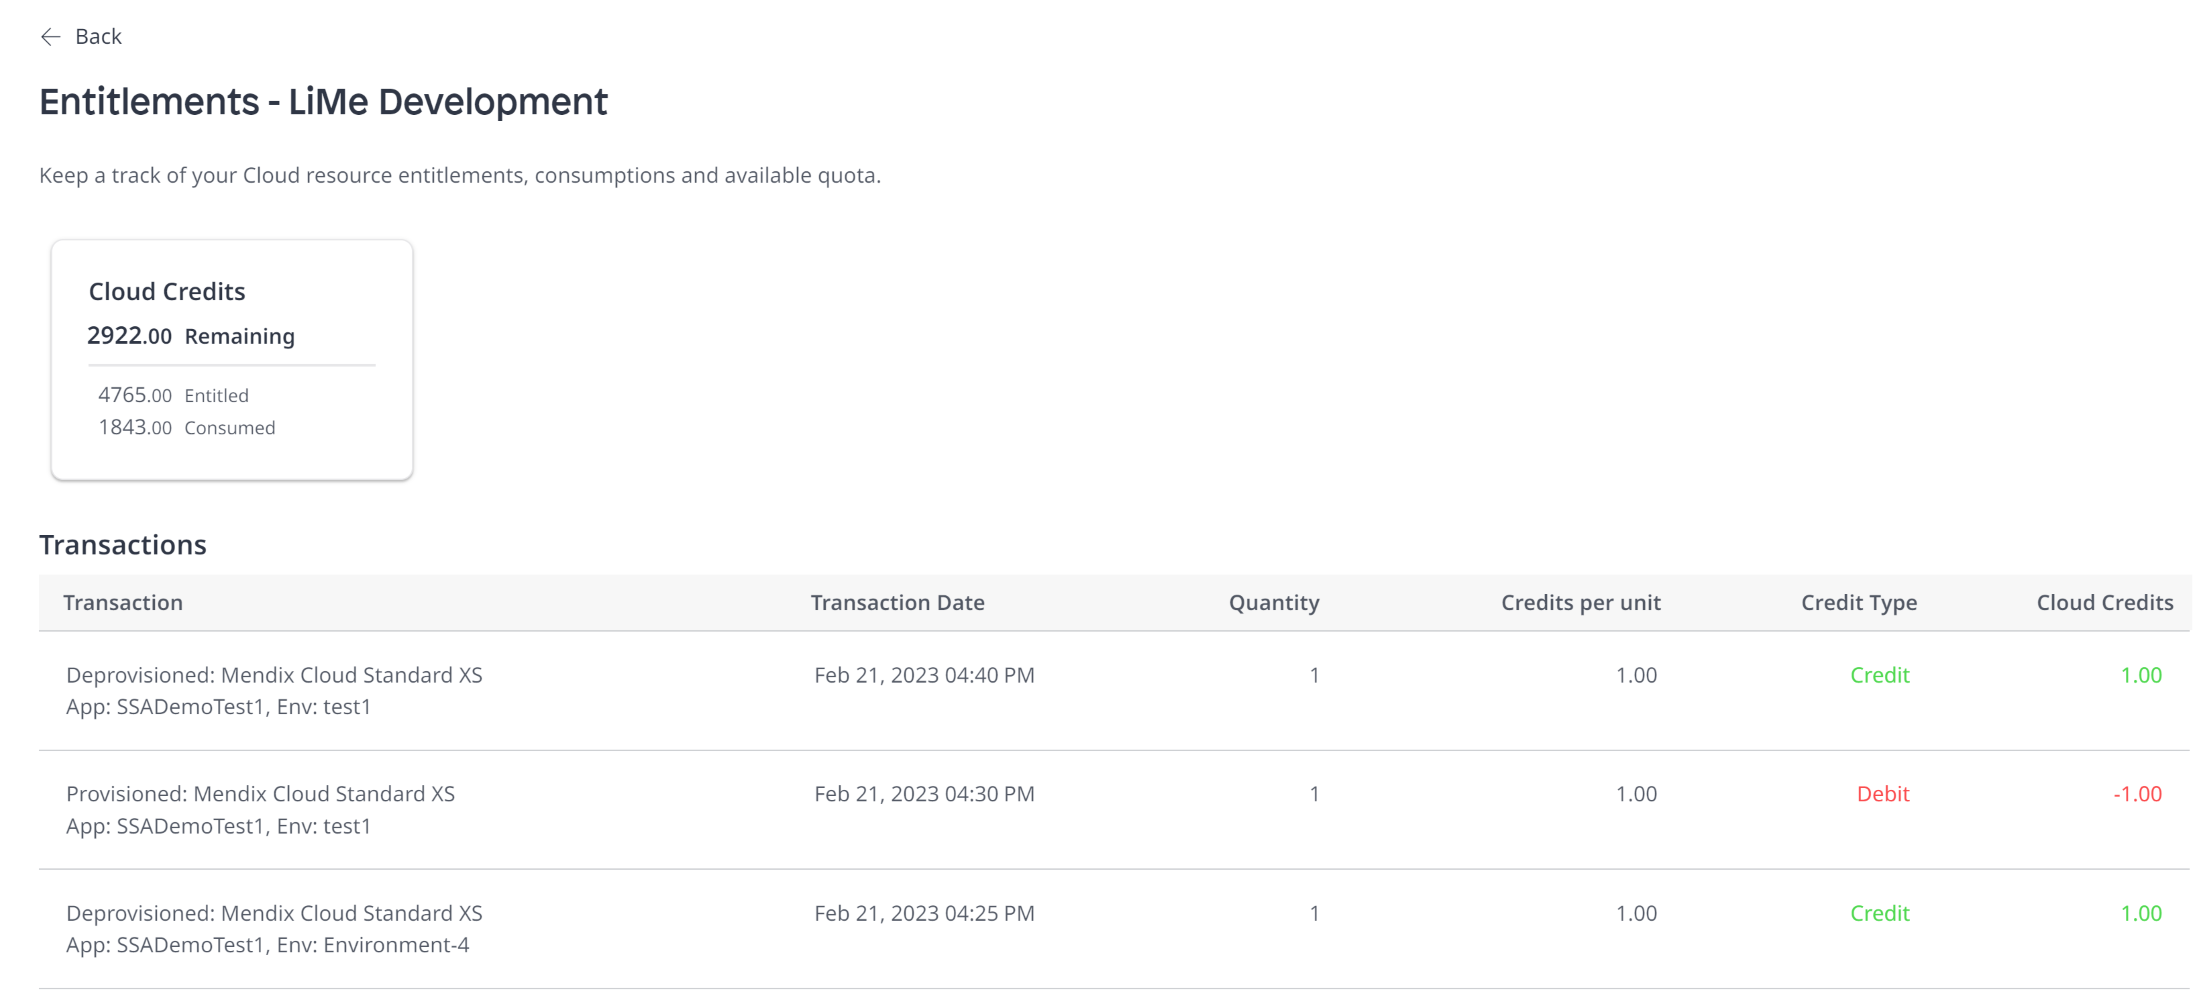 Back
Entitlements - LiMe Development
Keep a track of your Cloud resource entitlements, consumptions and available quota.
Cloud Credits
2922.00 Remaining
4765.00 Entitled
1843.00 Consumed
Transactions
Transaction Transaction Date Quantity Credits per unit Credit Type Cloud Credits
Deprovisioned: Mendix Cloud Standard XS Feb 21, 2023 04:40 PM 1 1.00 Credit 1.00
App: SSADemoTest1, Env: test1
Provisioned: Mendix Cloud Standard XS Feb 21, 2023 04:30 PM 1 1.00 Debit -1.00
App: SSADemoTest1, Env: test1
Deprovisioned: Mendix Cloud Standard XS Feb 21, 2023 04:25 PM 1 1.00 Credit 1.00
App: SSADemoTest1, Env: Environment-4